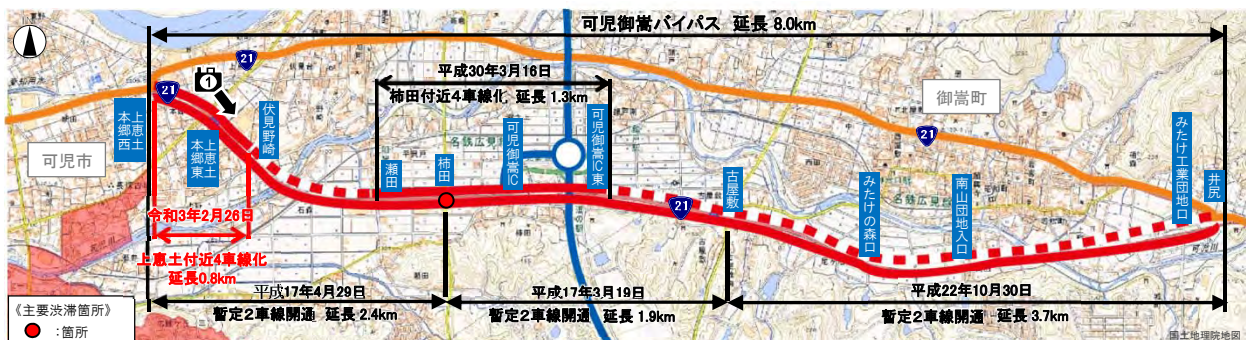 可児御嵩バイパス 延長 8.0km
21
21
1
平成30年3月16日
柿田付近4車線化 延長 1.3km
御嵩町
21
可児市
上恵土本郷西
上恵土本郷東
伏見野崎
瀬田
柿田
可児御嵩IC
可児御嵩IC東
古屋敷
みたけの森口
南山団地入口
みたけ工業団地口
井尻
21
令和3年2月26日
上恵土付近4車線化
延長0.8km
平成17年4月29日
暫定2車線開通 延長 2.4km
平成17年3月19日
暫定2車線開通 延長 1.9km
平成22年10月30日
暫定2車線開通 延長 3.7km
《主要渋滞箇所》
:箇所
国土地理院地図